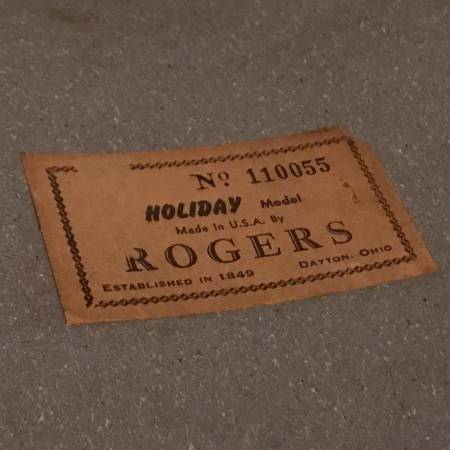 Nº 110055
HOLIDAY Model
Made In U.S.A. By
ROGERS
ESTABLISHED IN 1849 DAYTON, OHIO